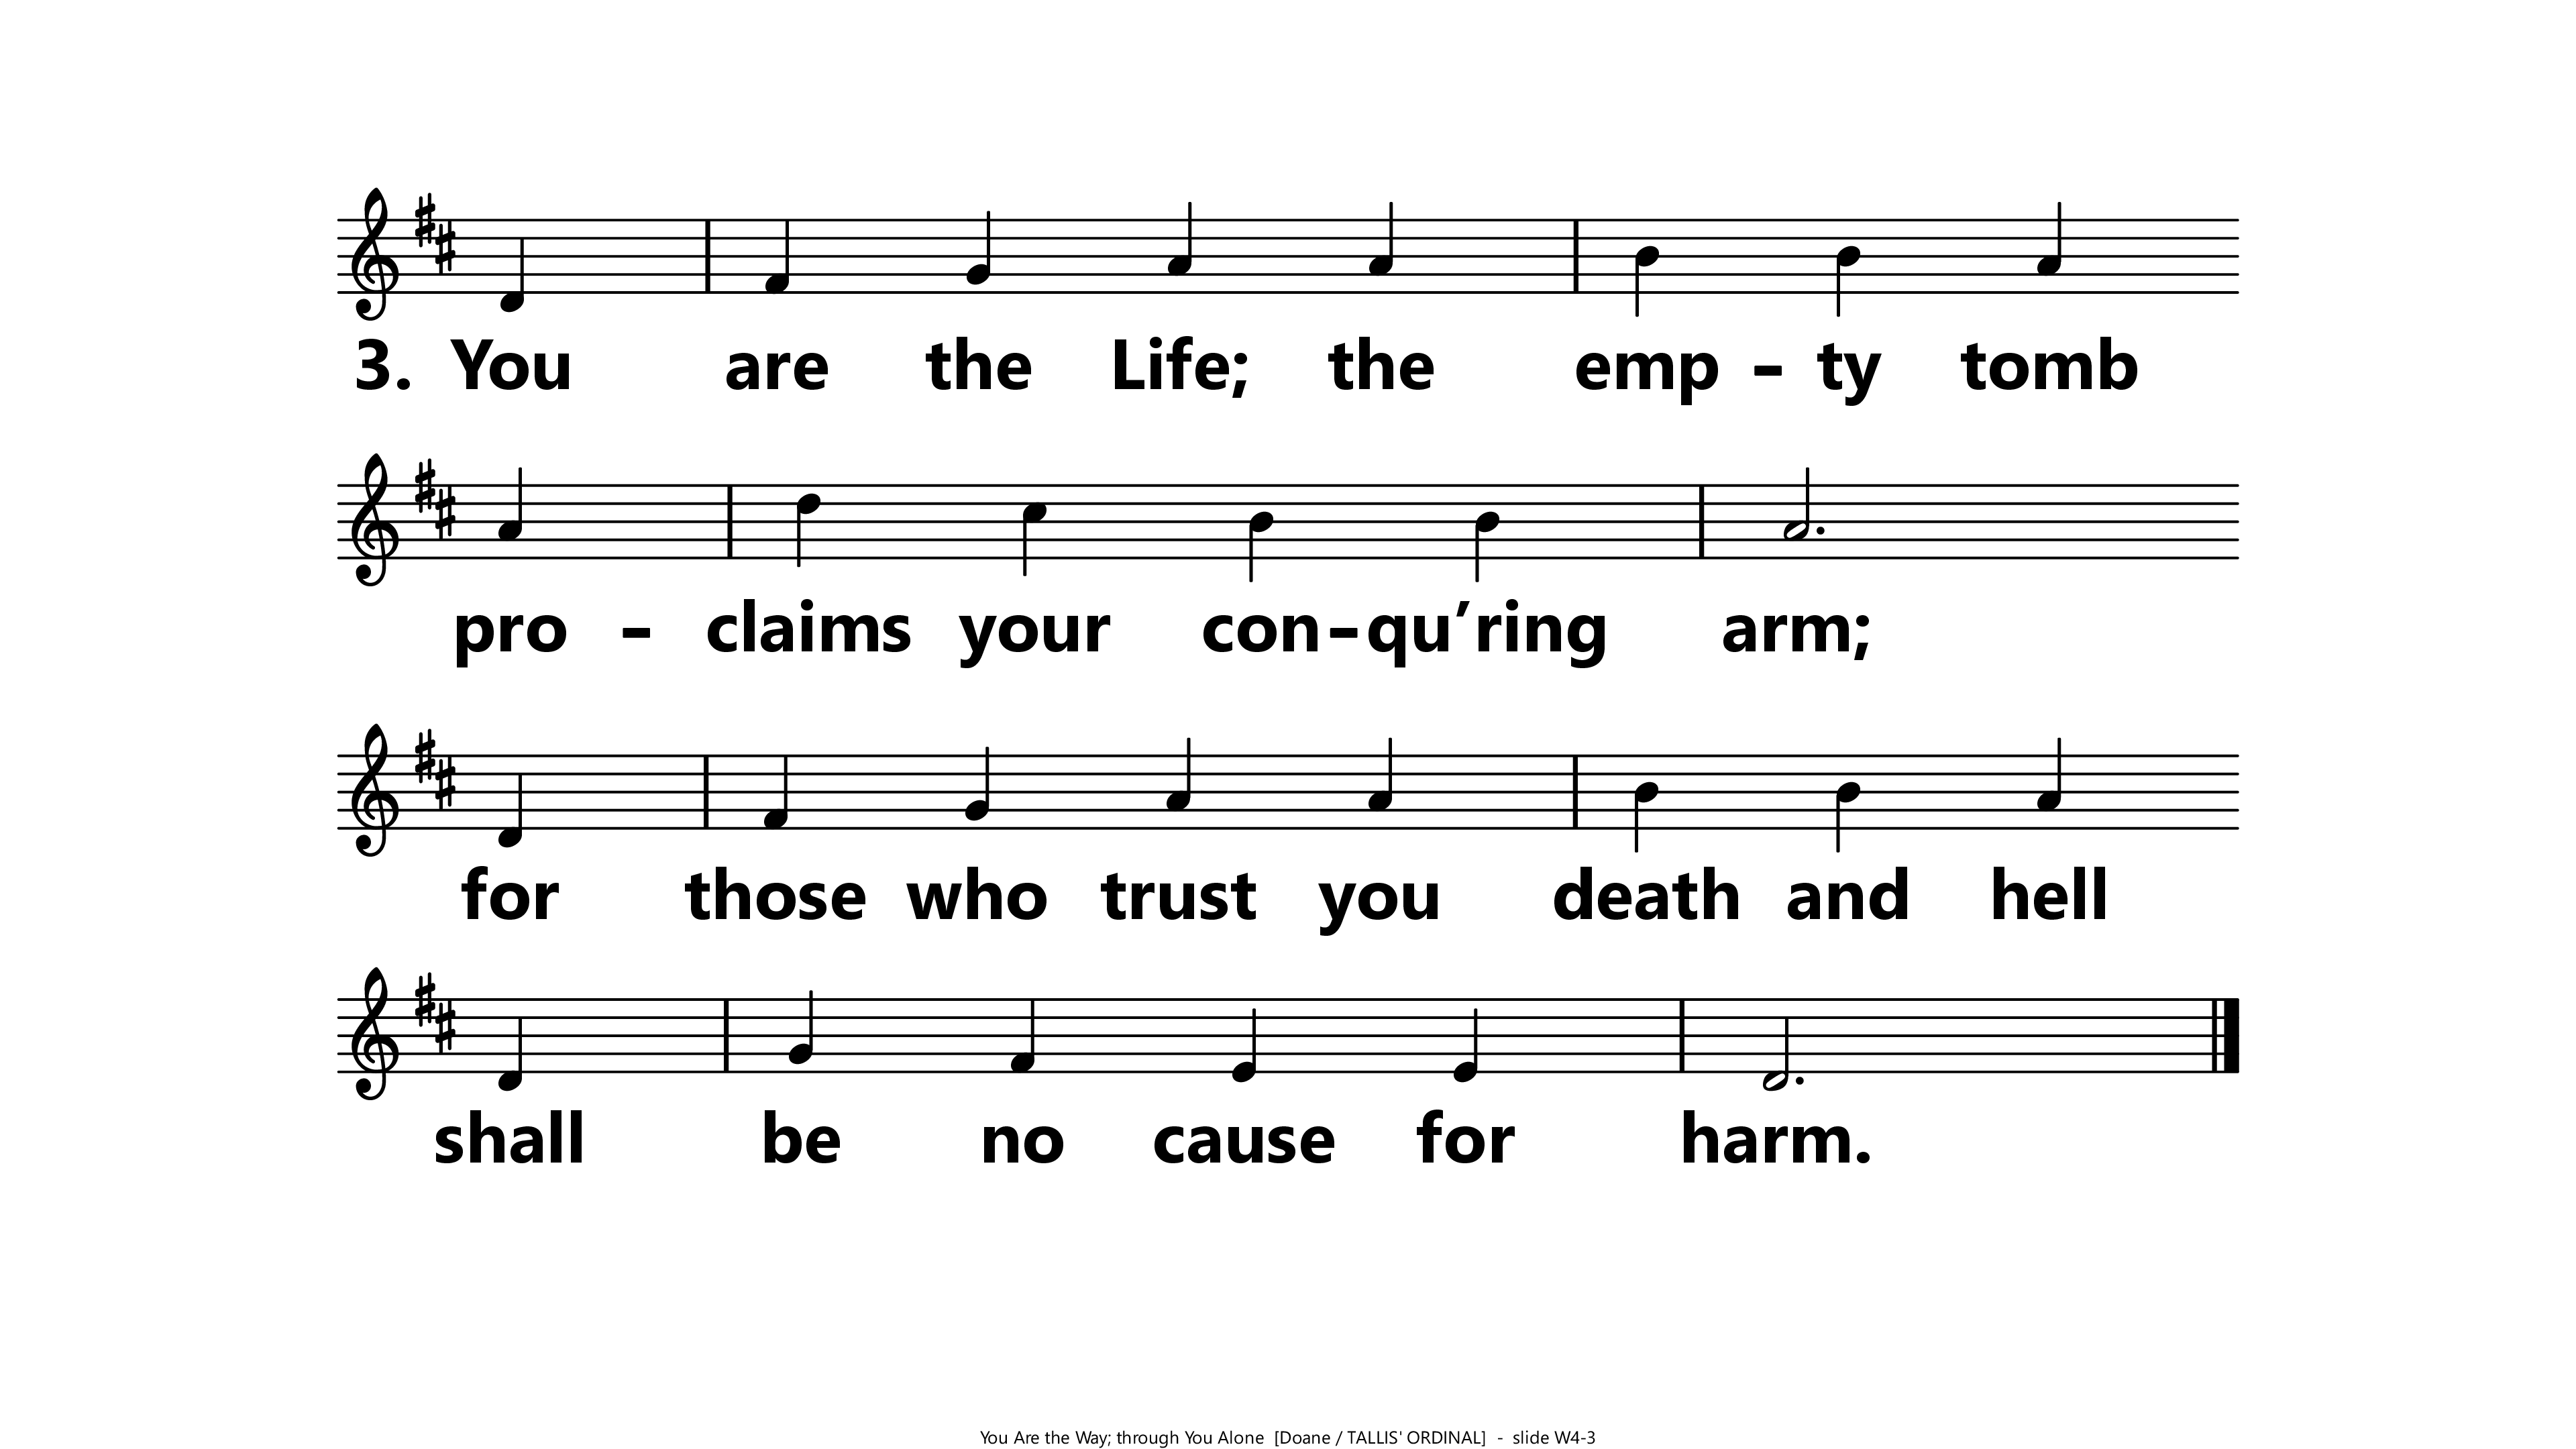 3. You are the Life; the emp - ty tomb
pro - claims your con-qu’ring arm;
for those who trust you death and hell
shall be no cause for harm.
You Are the Way; through You Alone [Doane / TALLIS' ORDINAL] - slide W4-3